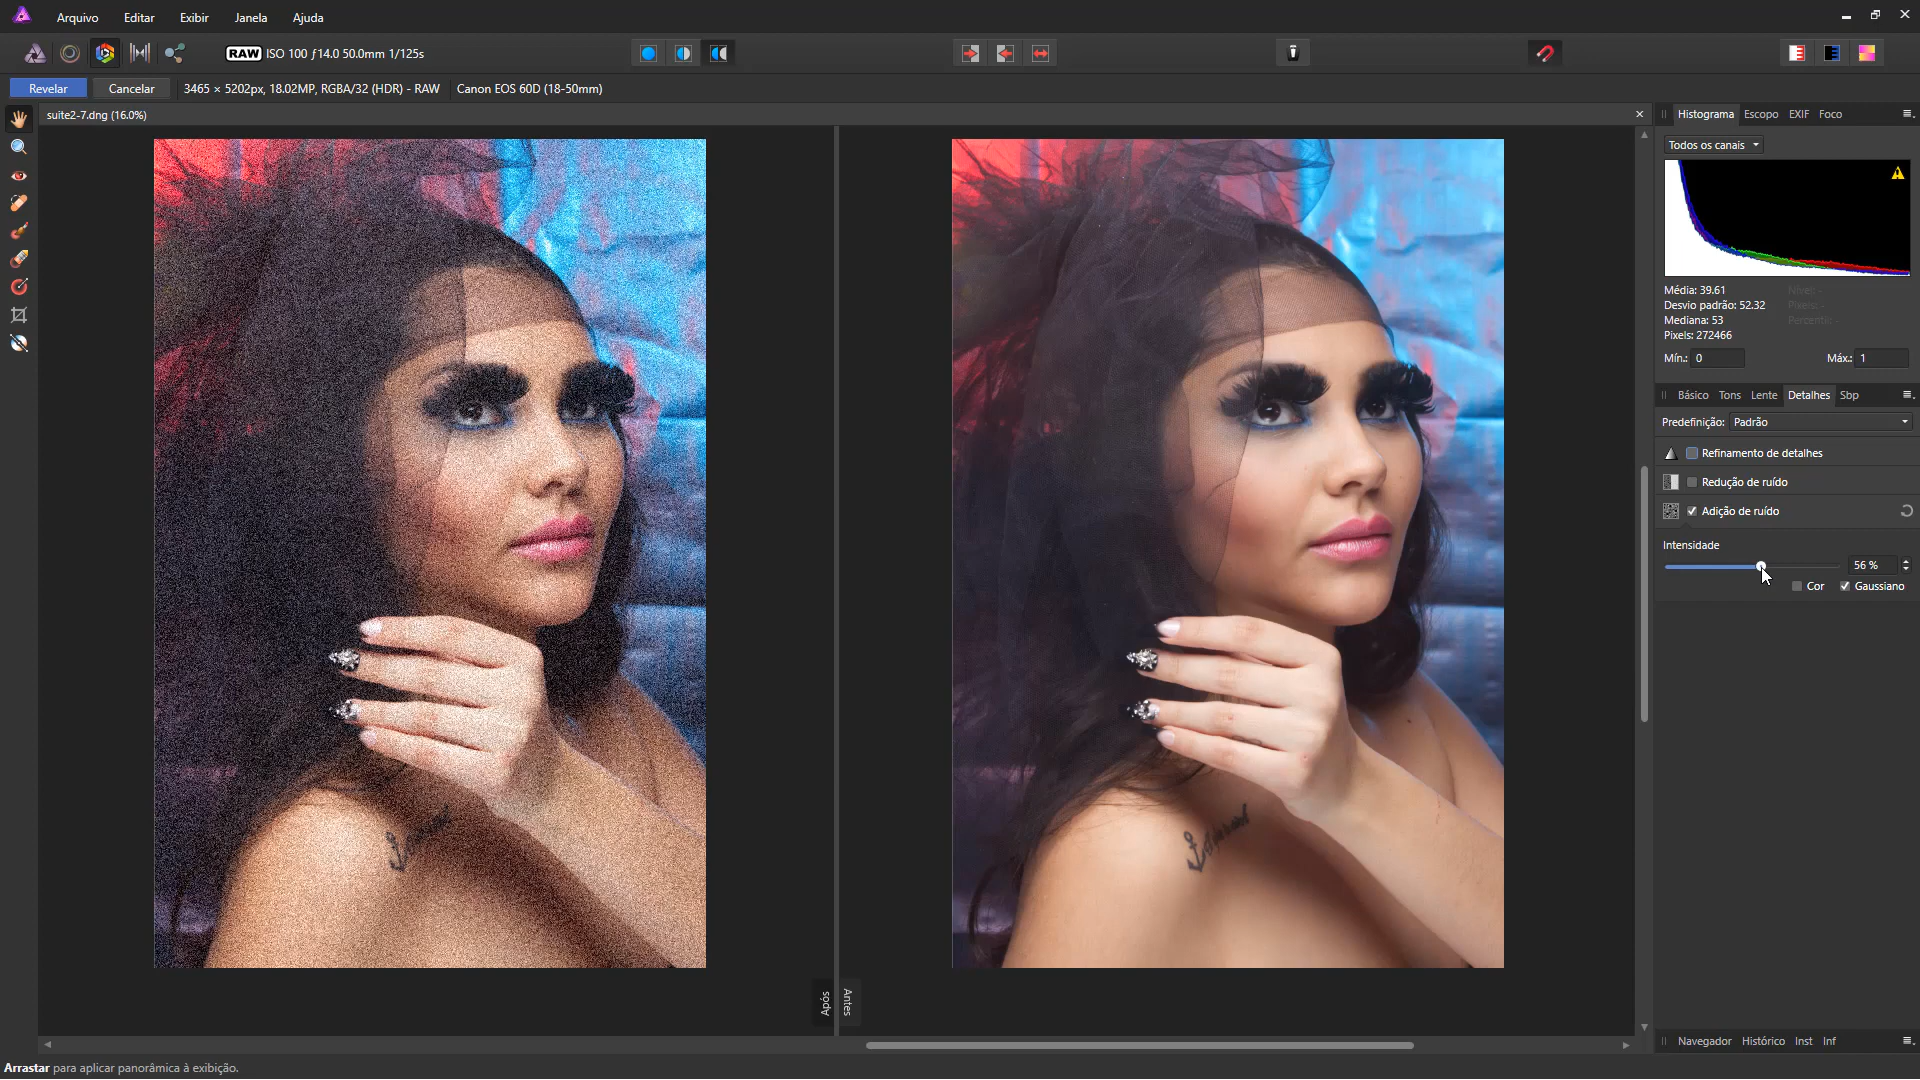 Arquivo Editar Exibir Janela Ajuda
RAW ISO 100 ƒ14.0 50.0mm 1/125s
Revelar Cancelar 3465 × 5202px, 18.02MP, RGBA/32 (HDR) - RAW Canon EOS 60D (18-50mm)
suite2-7.dng (16.0%)
Histograma Escopo EXIF Foco
Todos os canais
Média: 39.61 Nível: -
Desvio padrão: 52.32 Pixels: -
Mediana: 53 Percentil: -
Pixels: 272466
Mín.: 0 Máx.: 1
Básico Tons Lente Detalhes Sbp
Predefinição: Padrão
Refinamento de detalhes
Redução de ruído
Adição de ruído
Intensidade
56 %
Cor Gaussiano
Após Antes
Navegador Histórico Inst Inf
Arrastar para aplicar panorâmica à exibição.